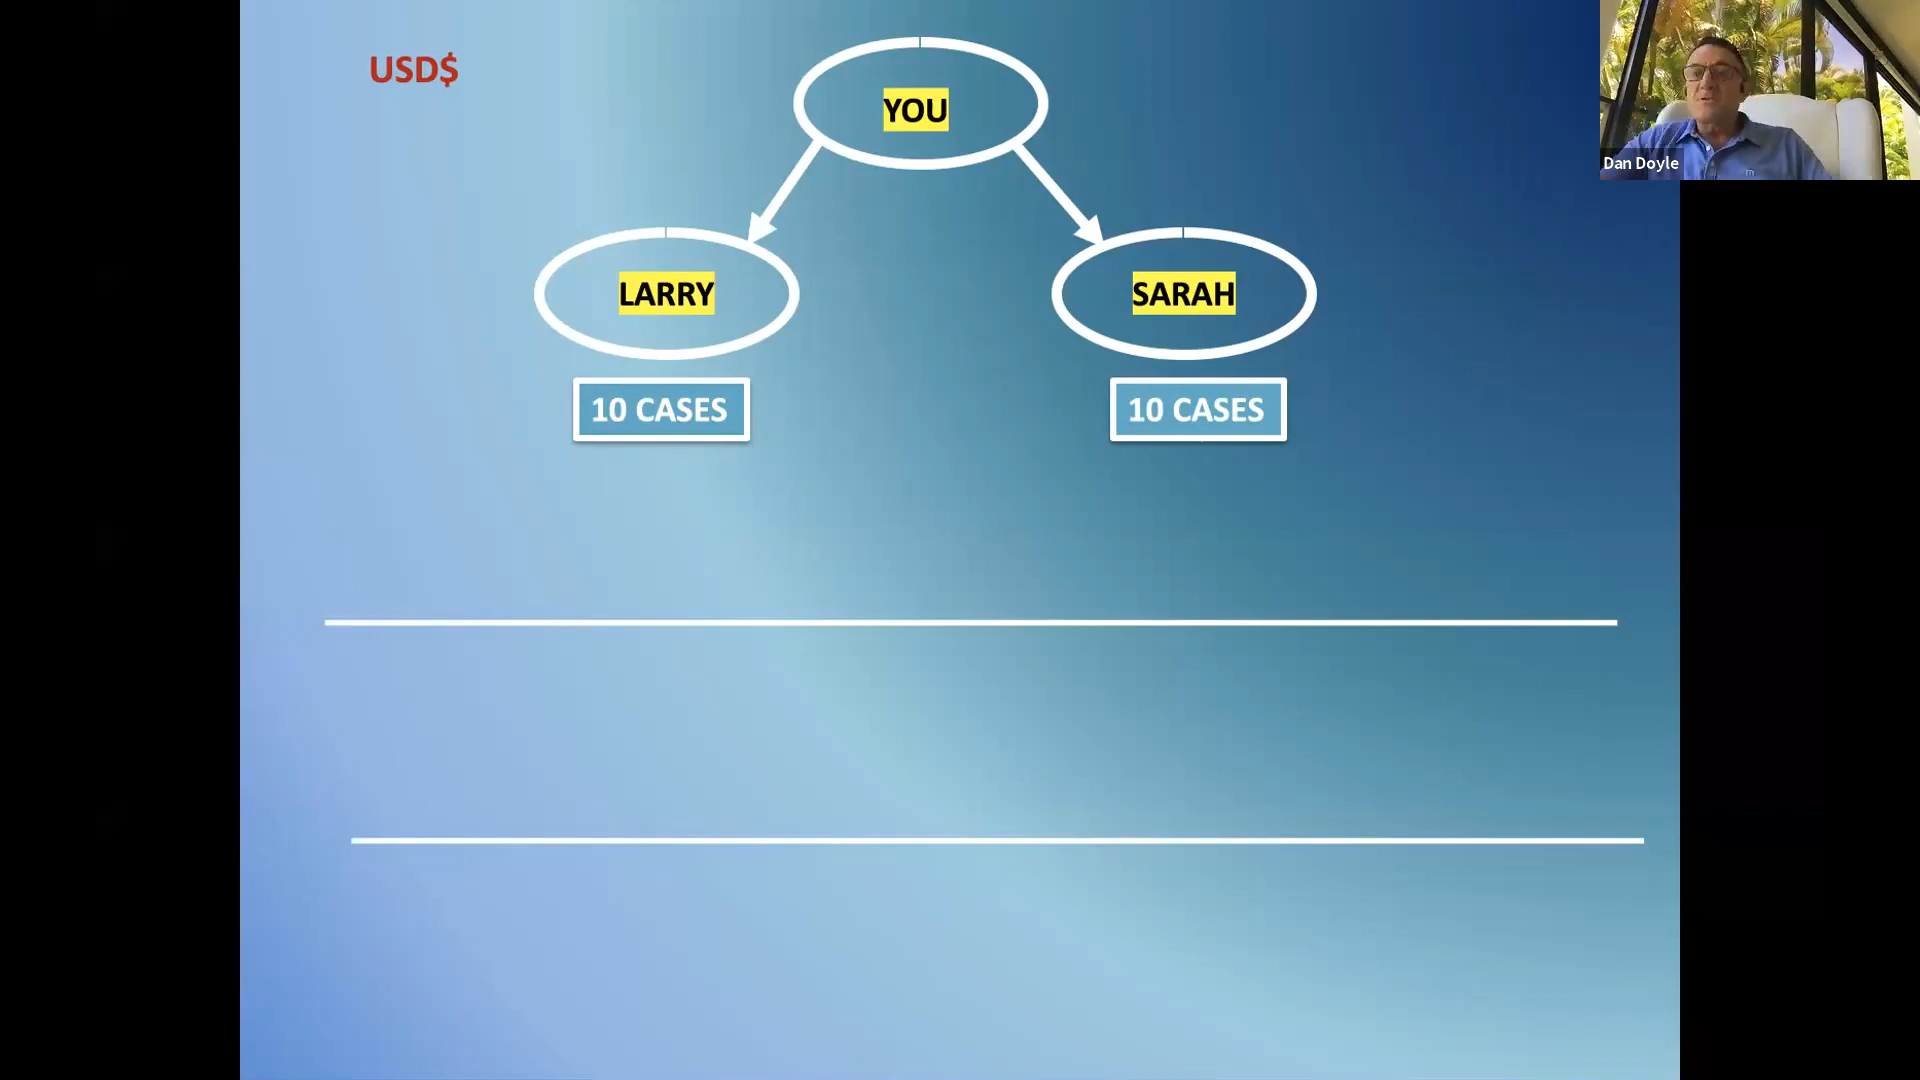 USD$
YOU
Dan Doyle
LARRY
SARAH
10 CASES
10 CASES